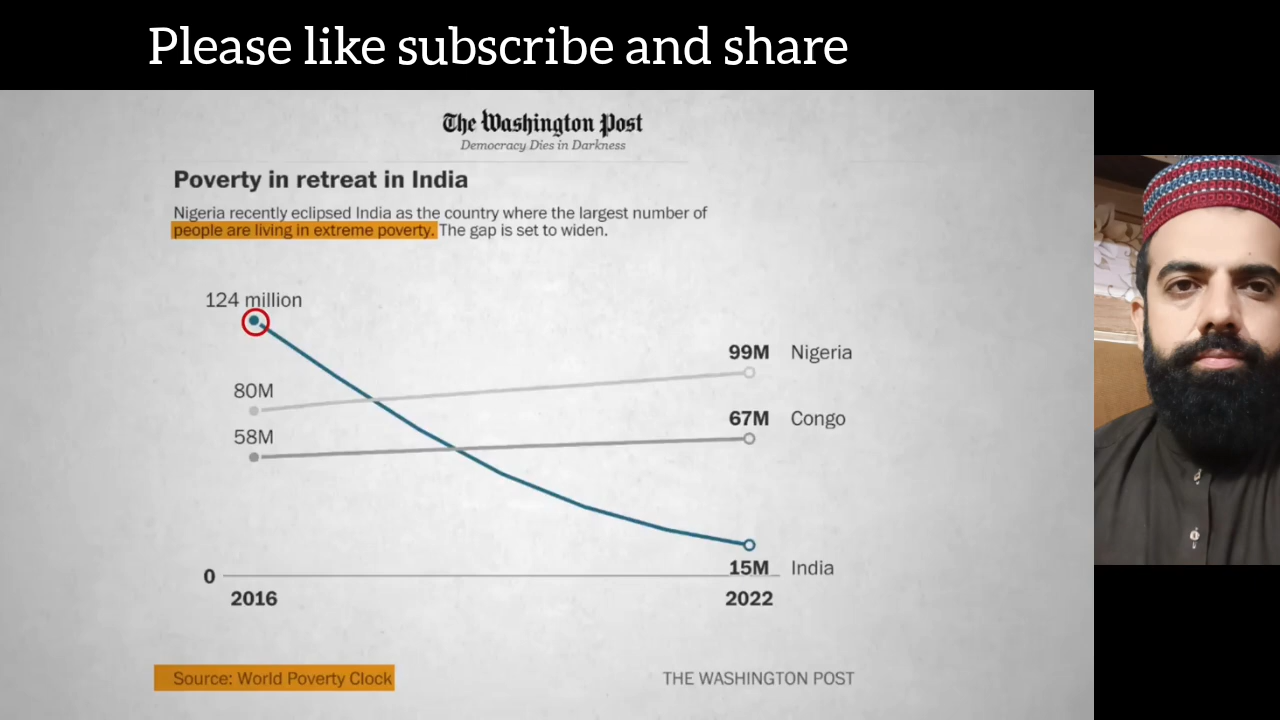 Please like subscribe and share
The Washington Post
Democracy Dies in Darkness
Poverty in retreat in India
Nigeria recently eclipsed India as the country where the largest number of
people are living in extreme poverty. The gap is set to widen.
124 million
99M Nigeria
80M
67M Congo
58M
15M India
0
2016 2022
Source: World Poverty Clock THE WASHINGTON POST